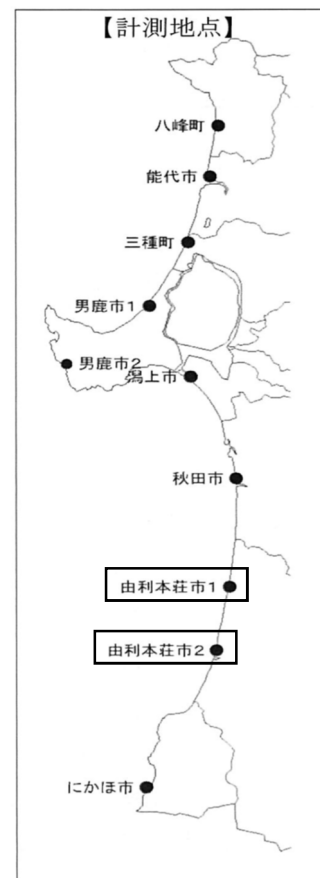 【計測地点】
八峰町
能代市
三種町
男鹿市1
男鹿市2
潟上市
秋田市
由利本荘市1
由利本荘市2
にかほ市